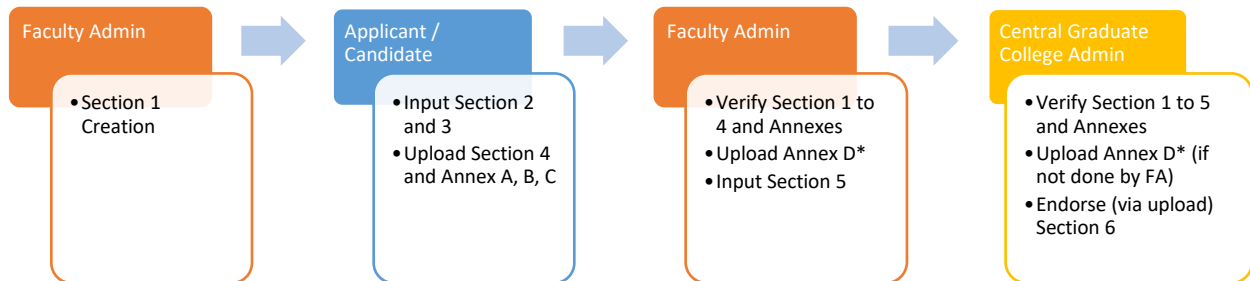 Faculty Admin
•Section 1
Creation
Applicant /
Candidate
•Input Section 2
and 3
•Upload Section 4
and Annex A, B, C
Faculty Admin
•Verify Section 1 to
4 and Annexes
•Upload Annex D*
•Input Section 5
Central Graduate
College Admin
•Verify Section 1 to 5
and Annexes
•Upload Annex D* (if
not done by FA)
•Endorse (via upload)
Section 6